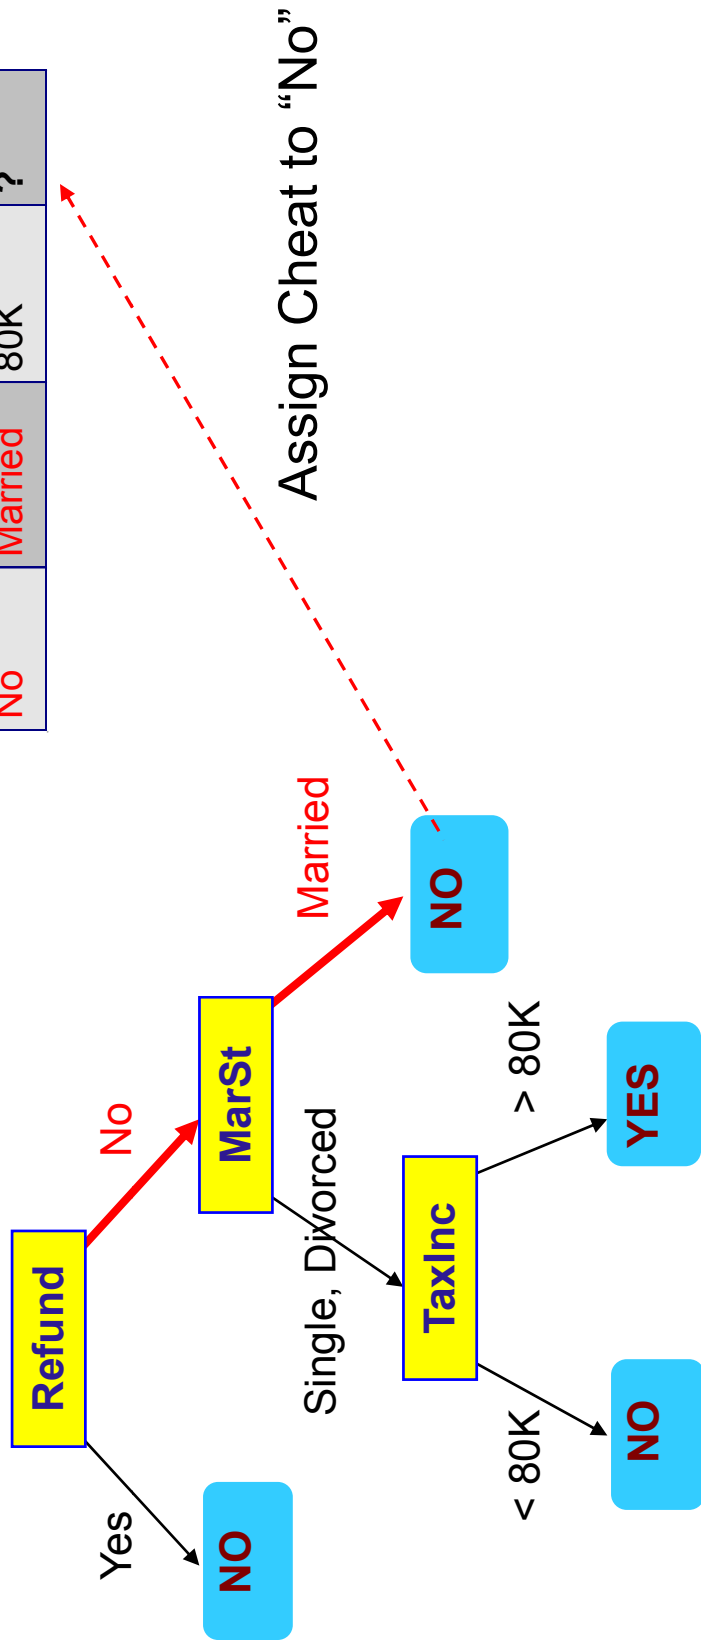 No Married 80K ?
Refund
Yes No
NO MarSt
Single, Divorced Married
Assign Cheat to “No”
TaxInc NO
< 80K > 80K
NO YES